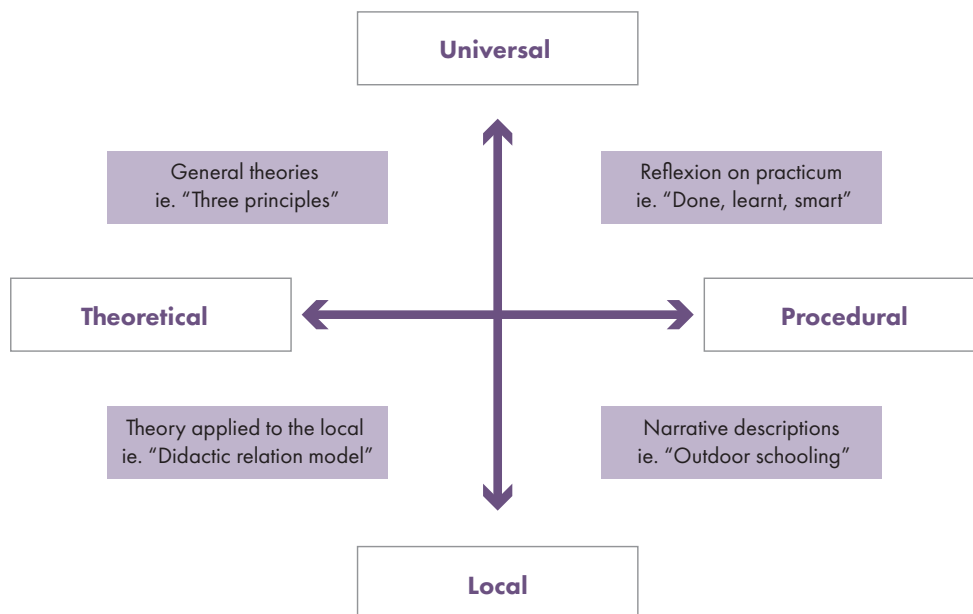 Universal
General theories
ie. “Three principles”
Reflexion on practicum
ie. “Done, learnt, smart”
Theoretical
Procedural
Theory applied to the local
ie. “Didactic relation model”
Narrative descriptions
ie. “Outdoor schooling”
Local